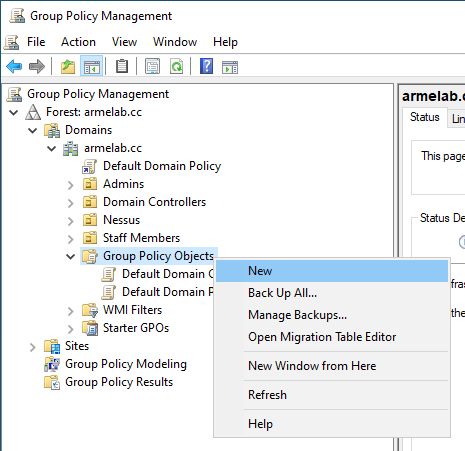 Group Policy Management
File Action View Window Help
Group Policy Management
Forest: armelab.cc
Domains
armelab.cc
Default Domain Policy
Admins
Domain Controllers
Nessus
Staff Members
Group Policy Objects
Default Domain C
Default Domain P
WMI Filters
Starter GPOs
Sites
Group Policy Modeling
Group Policy Results
New
Back Up All...
Manage Backups...
Open Migration Table Editor
New Window from Here
Refresh
Help
armelab.c
Status Lin
This page
Status De
fras
the